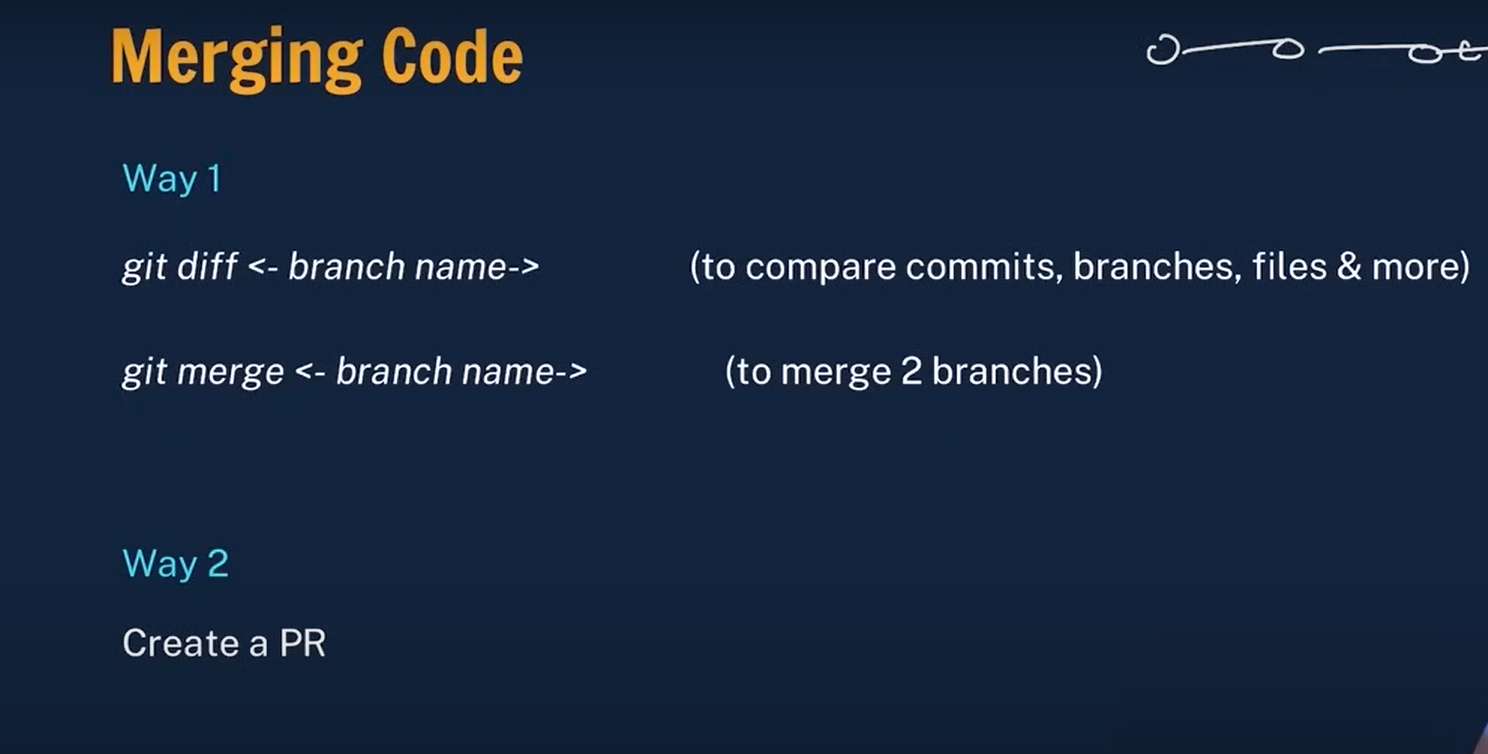 Merging Code
Way 1
git diff <- branch name-> (to compare commits, branches, files & more)
git merge <- branch name-> (to merge 2 branches)
Way 2
Create a PR